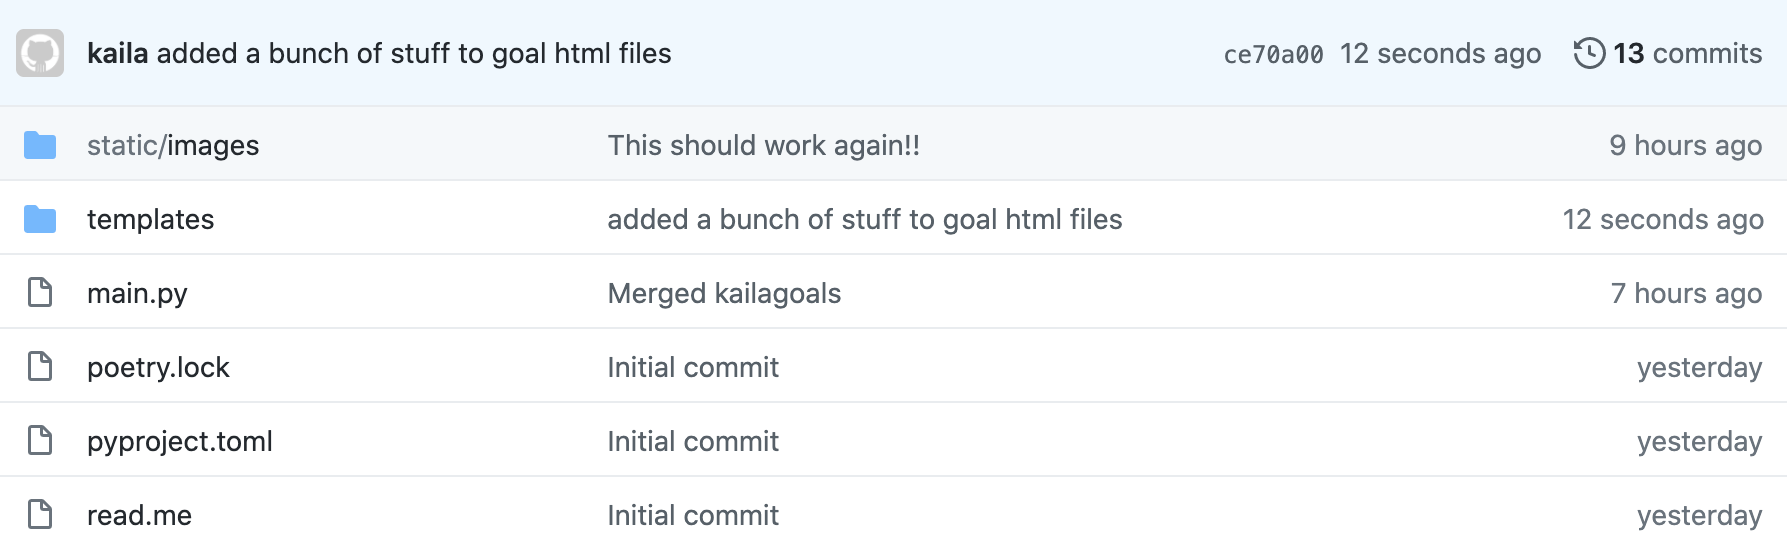 kaila added a bunch of stuff to goal html files ce70a00 12 seconds ago 13 commits
static/images This should work again!! 9 hours ago
templates added a bunch of stuff to goal html files 12 seconds ago
main.py Merged kailagoals 7 hours ago
poetry.lock Initial commit yesterday
pyproject.toml Initial commit yesterday
read.me Initial commit yesterday